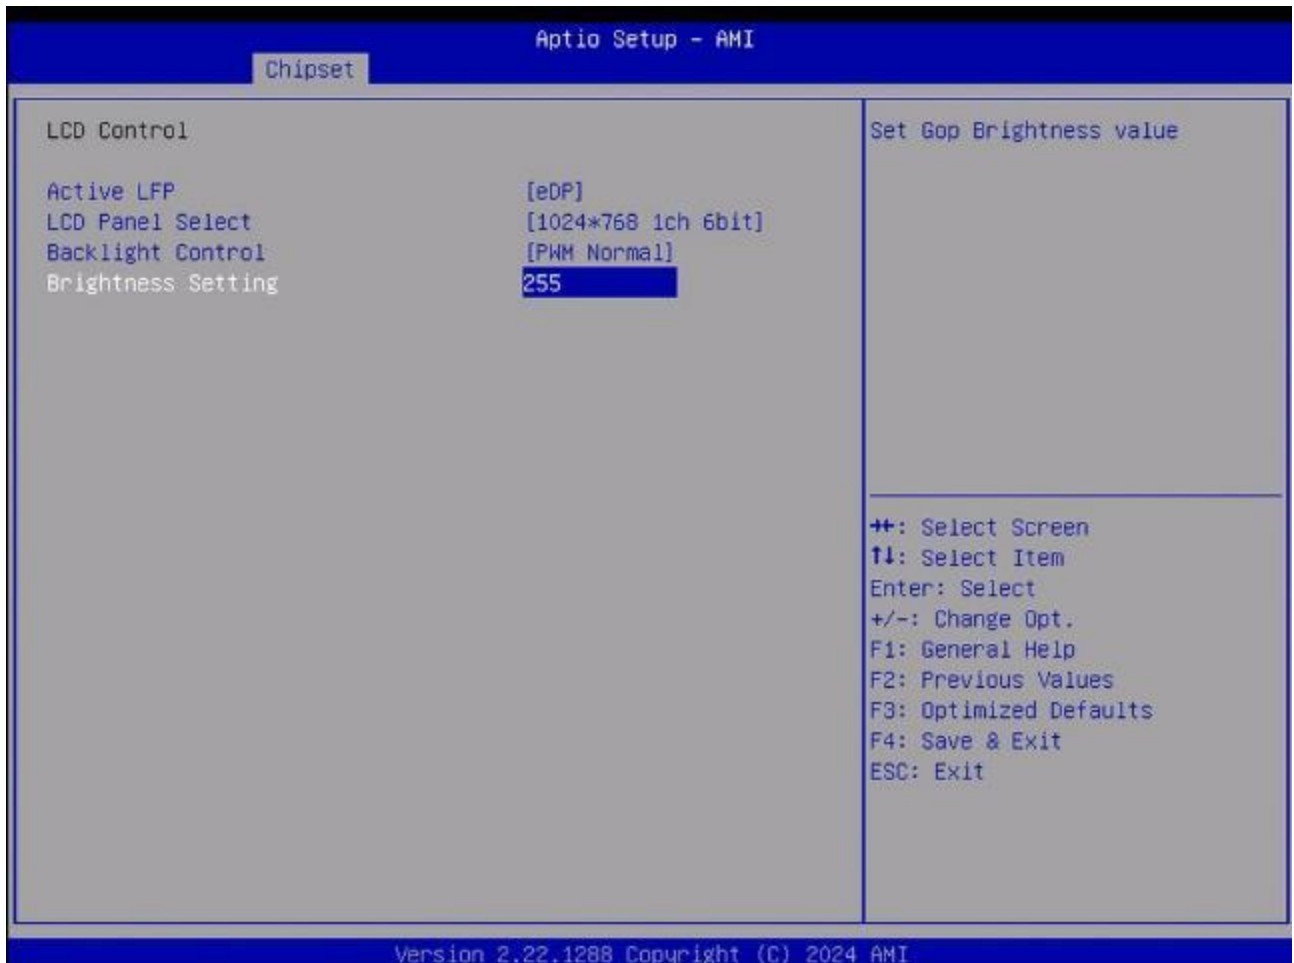 Aptio Setup – AMI
Chipset
LCD Control
Active LFP [eDP]
LCD Panel Select [1024*768 1ch 6bit]
Backlight Control [PWM Normal]
Brightness Setting 255
Set Gop Brightness value
→←: Select Screen
↑↓: Select Item
Enter: Select
+/-: Change Opt.
F1: General Help
F2: Previous Values
F3: Optimized Defaults
F4: Save & Exit
ESC: Exit
Version 2.22.1288 Copyright (C) 2024 AMI